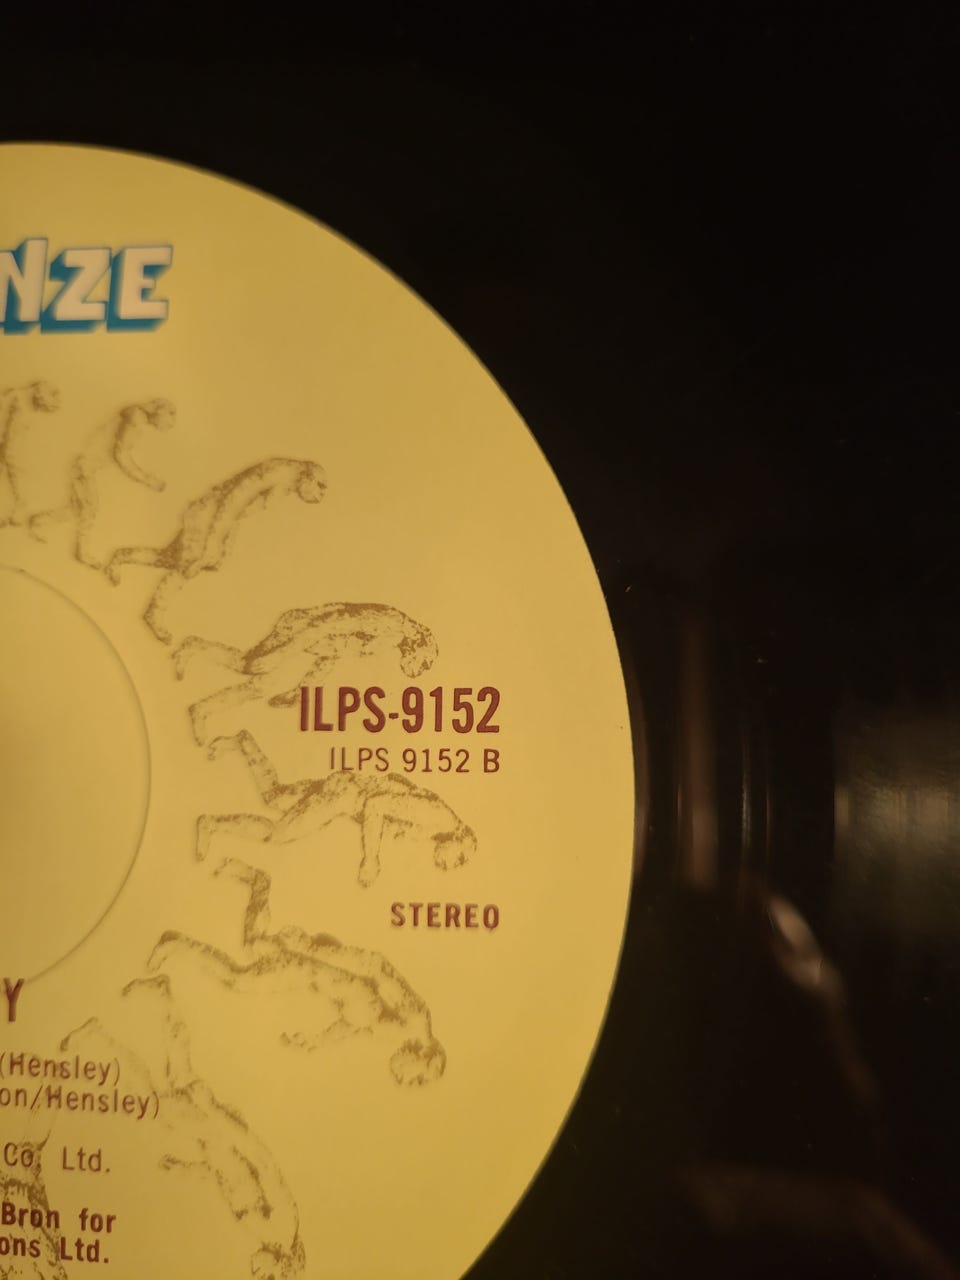 NZE
ILPS-9152
ILPS 9152 B
STEREO
Y
(Hensley)
on/Hensley)
Co. Ltd.
Bron for
ons Ltd.